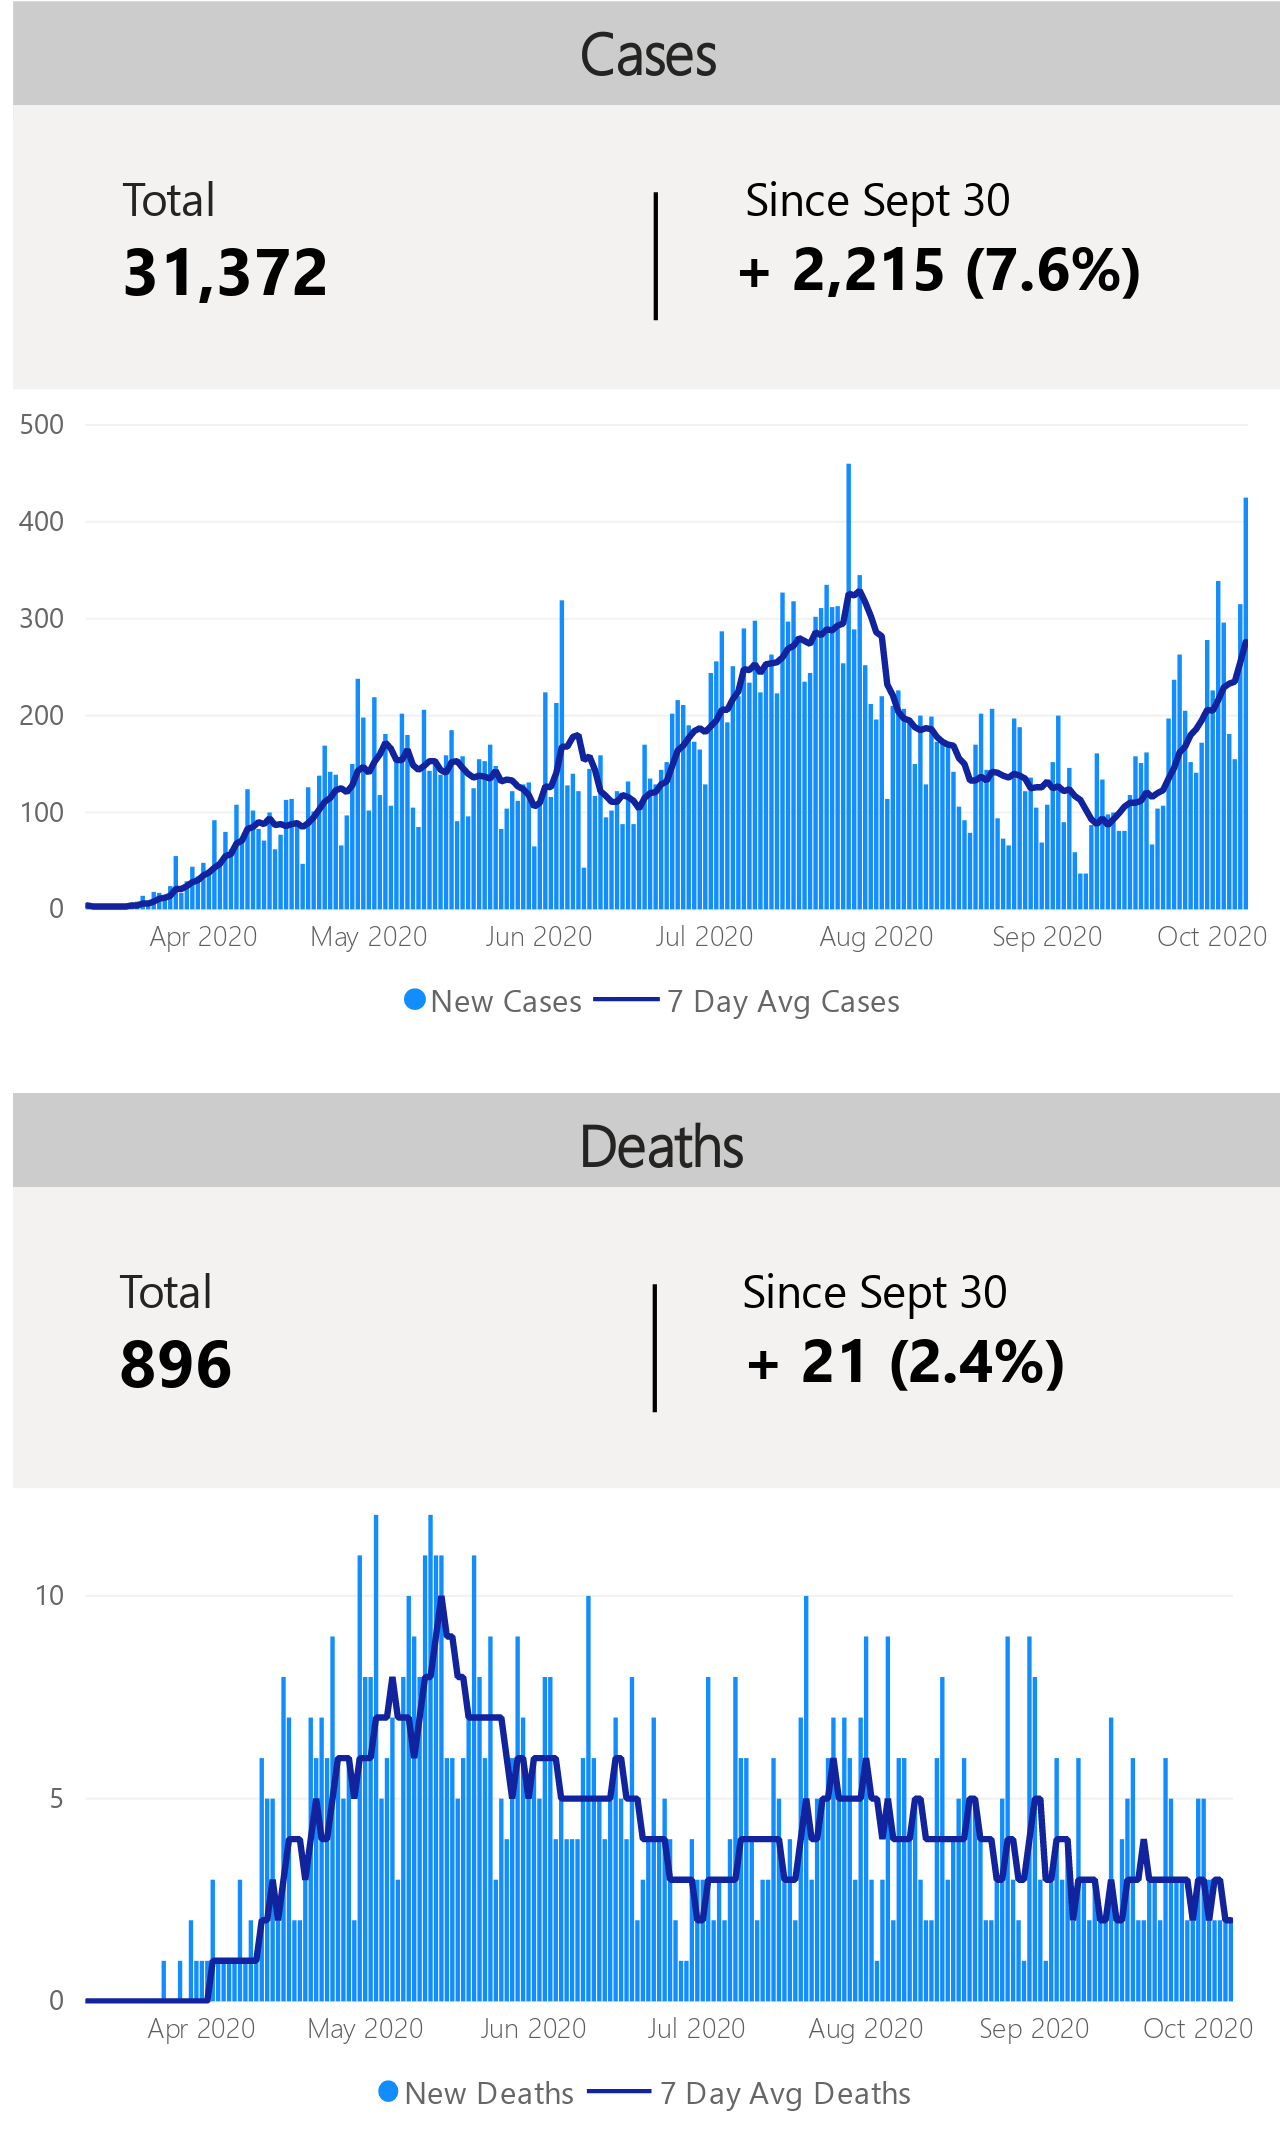 Cases
Total
Since Sept 30
31,372
+ 2,215 (7.6%)
500
400
300
200
100
0
Apr 2020 May 2020 Jun 2020 Jul 2020 Aug 2020 Sep 2020 Oct 2020
New Cases 7 Day Avg Cases
Deaths
Total
Since Sept 30
896
+ 21 (2.4%)
10
5
0
Apr 2020 May 2020 Jun 2020 Jul 2020 Aug 2020 Sep 2020 Oct 2020
New Deaths 7 Day Avg Deaths